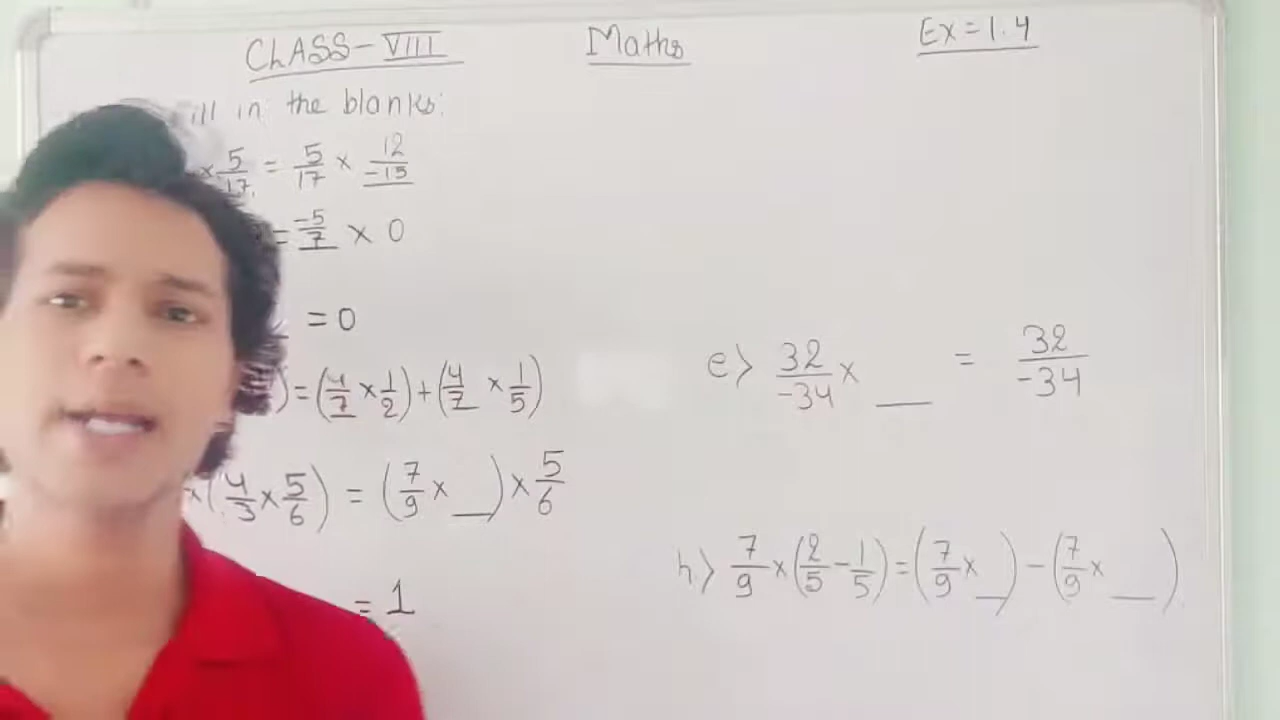 CLASS-VIII Maths Ex=1.4
ill in the blanks:
× 5/17 = 5/17 × 12/-15
= -5/7 × 0
= 0
) = (4/7 × 1/2) + (4/7 × 1/5)
e) 32/-34 × __ = 32/-34
×(4/3 × 5/6) = (7/9 × __) × 5/6
h) 7/9 × (2/5 - 1/5) = (7/9 × __) - (7/9 × __)
= 1